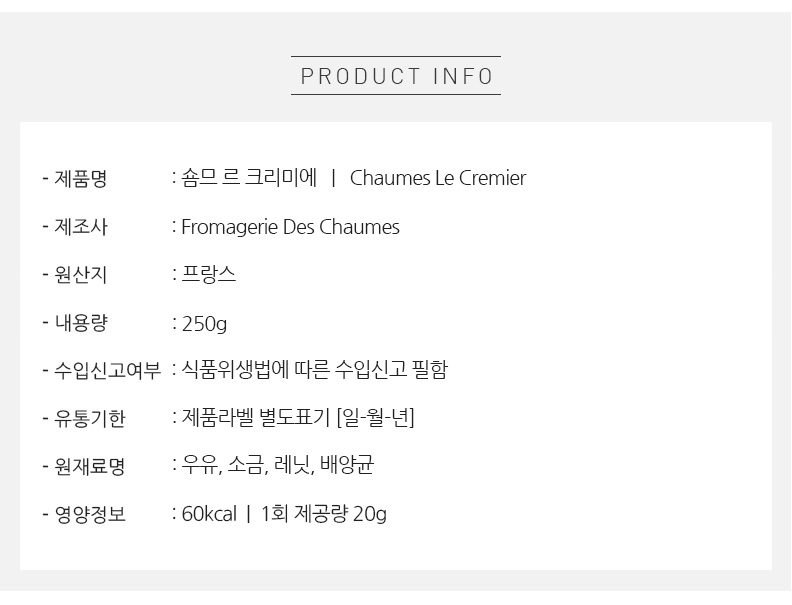 PRODUCT INFO
- 제품명 : 숌므 르 크리미에 | Chaumes Le Cremier
- 제조사 : Fromagerie Des Chaumes
- 원산지 : 프랑스
- 내용량 : 250g
- 수입신고여부 : 식품위생법에 따른 수입신고 필함
- 유통기한 : 제품라벨 별도표기 [일-월-년]
- 원재료명 : 우유, 소금, 레닛, 배양균
- 영양정보 : 60kcal | 1회 제공량 20g